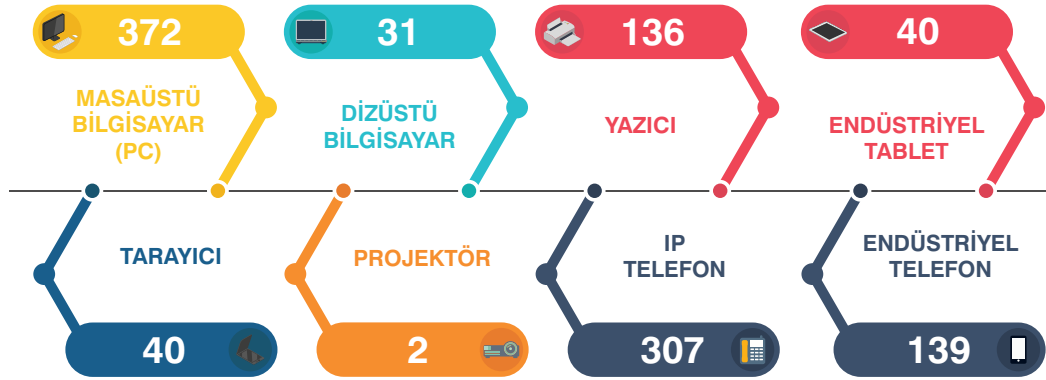 372
MASAÜSTÜ
BİLGİSAYAR
(PC)
31
DİZÜSTÜ
BİLGİSAYAR
136
YAZICI
40
ENDÜSTRİYEL
TABLET
TARAYICI
40
PROJEKTÖR
2
IP
TELEFON
307
ENDÜSTRİYEL
TELEFON
139